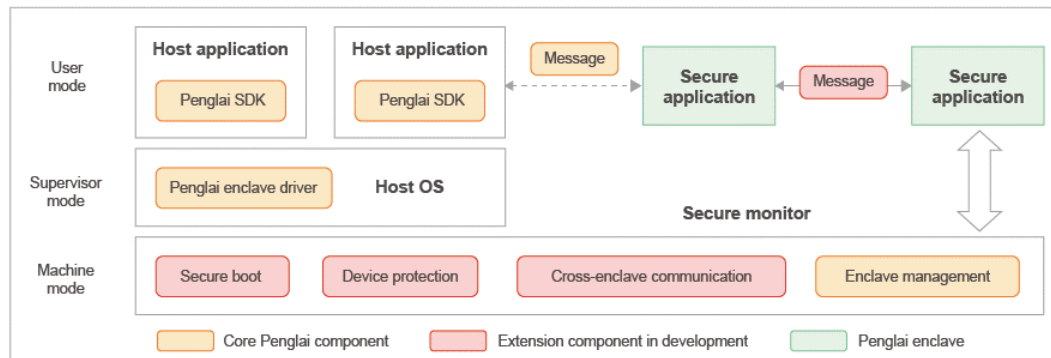 User
mode
Host application
Penglai SDK
Host application
Penglai SDK
Message
Secure
application
Message
Secure
application
Supervisor
mode
Penglai enclave driver
Host OS
Secure monitor
Machine
mode
Secure boot
Device protection
Cross-enclave communication
Enclave management
Core Penglai component
Extension component in development
Penglai enclave